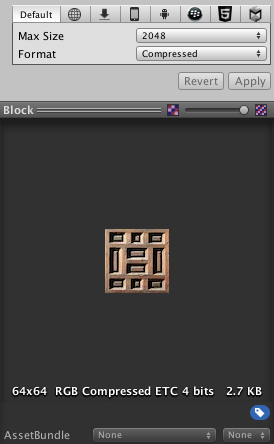 Default
Max Size 2048
Format Compressed
Revert Apply
Block
64x64 RGB Compressed ETC 4 bits 2.7 KB
AssetBundle None None